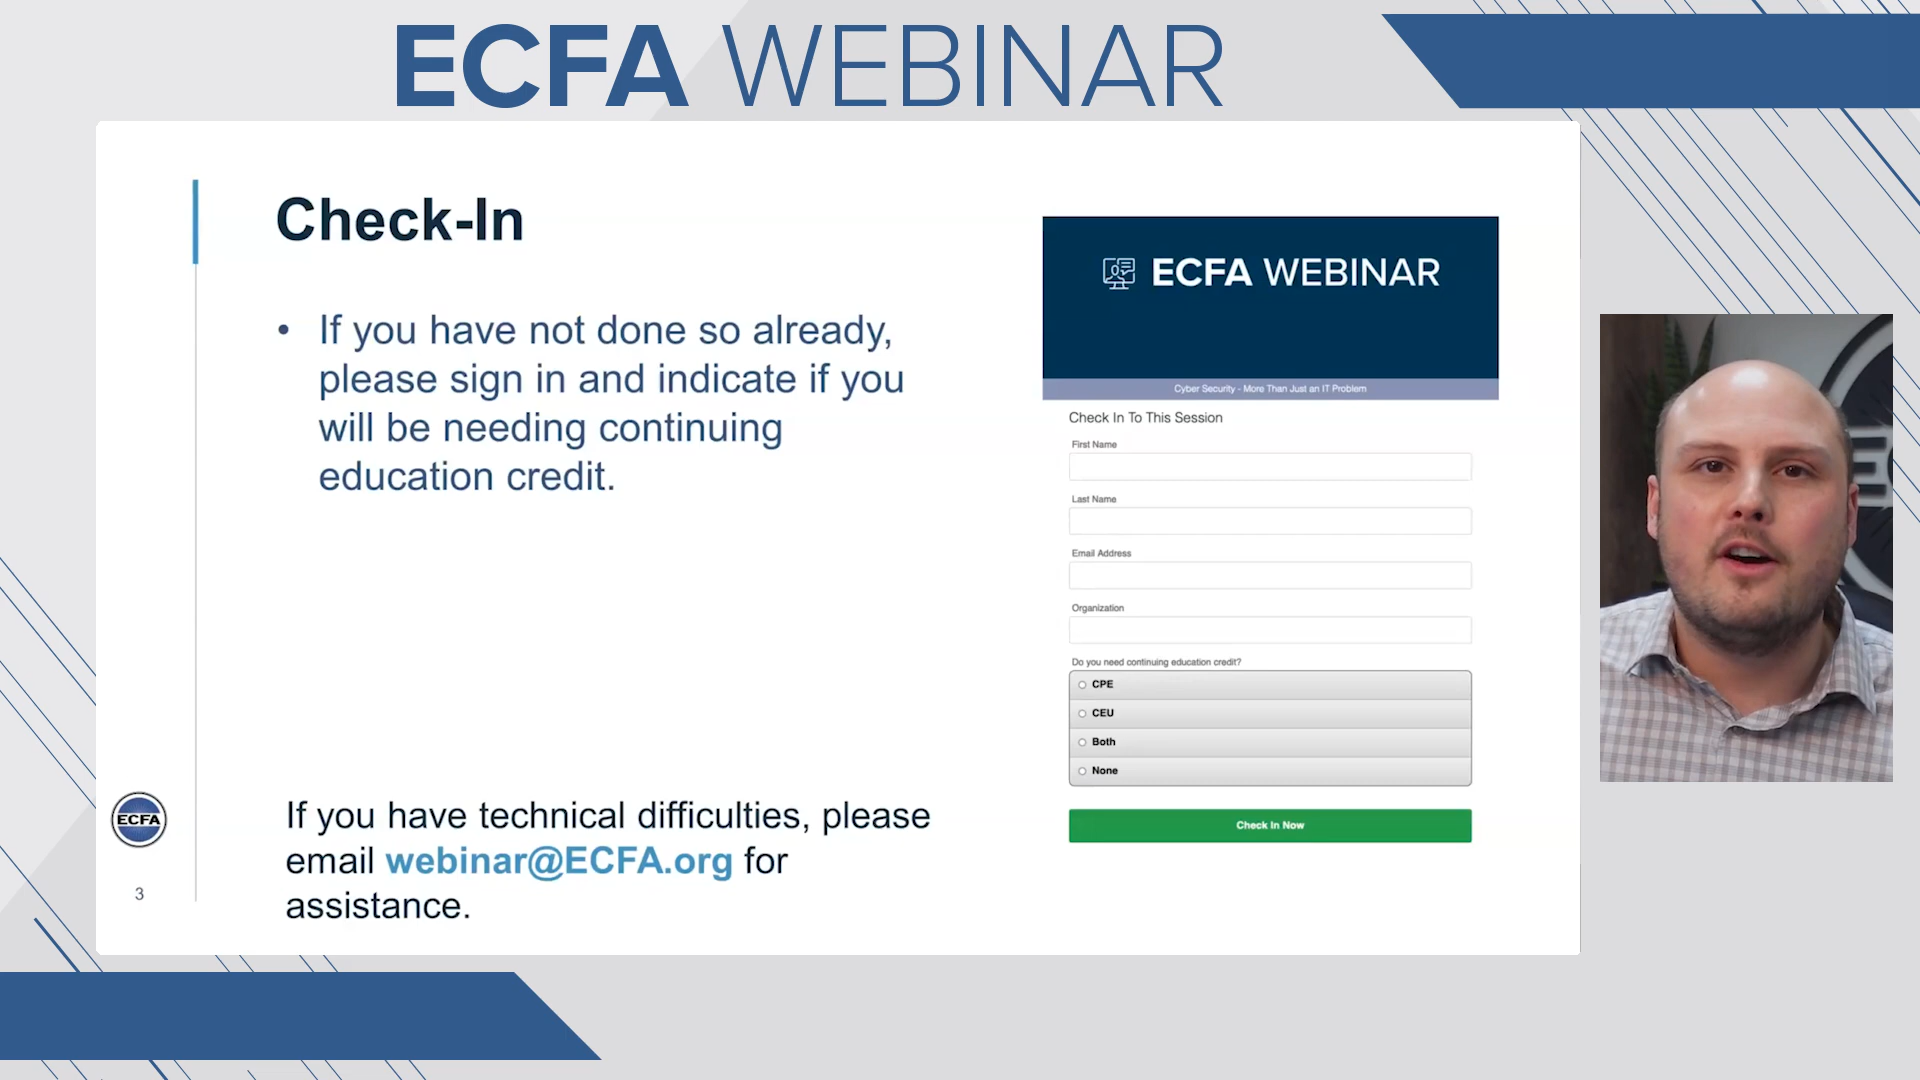 ECFA WEBINAR
Check-In
• If you have not done so already,
please sign in and indicate if you
will be needing continuing
education credit.
If you have technical difficulties, please
email webinar@ECFA.org for
assistance.
ECFA
3
ECFA WEBINAR
Cyber Security - More Than Just an IT Problem
Check In To This Session
First Name
Last Name
Email Address
Organization
Do you need continuing education credit?
CPE
CEU
Both
None
Check In Now